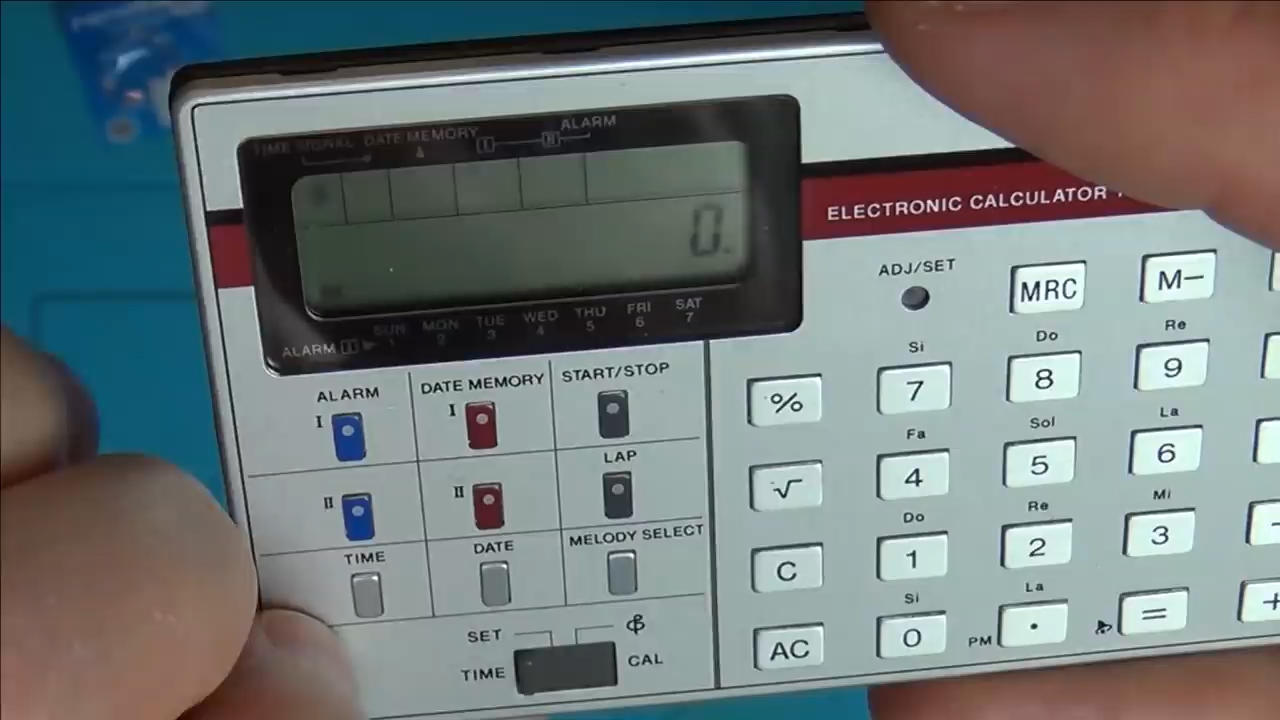 TIME SIGNAL DATE MEMORY ALARM
I II
0.
SUN MON TUE WED THU FRI SAT
ALARM II 1 2 3 4 5 6 7
ELECTRONIC CALCULATOR
ADJ/SET
MRC M−
ALARM DATE MEMORY START/STOP
I I
II II LAP
TIME DATE MELODY SELECT
SET
TIME CAL
Si Do Re
% 7 8 9
Fa Sol La
√ 4 5 6
Do Re Mi
C 1 2 3
Si La
AC 0 PM · = +